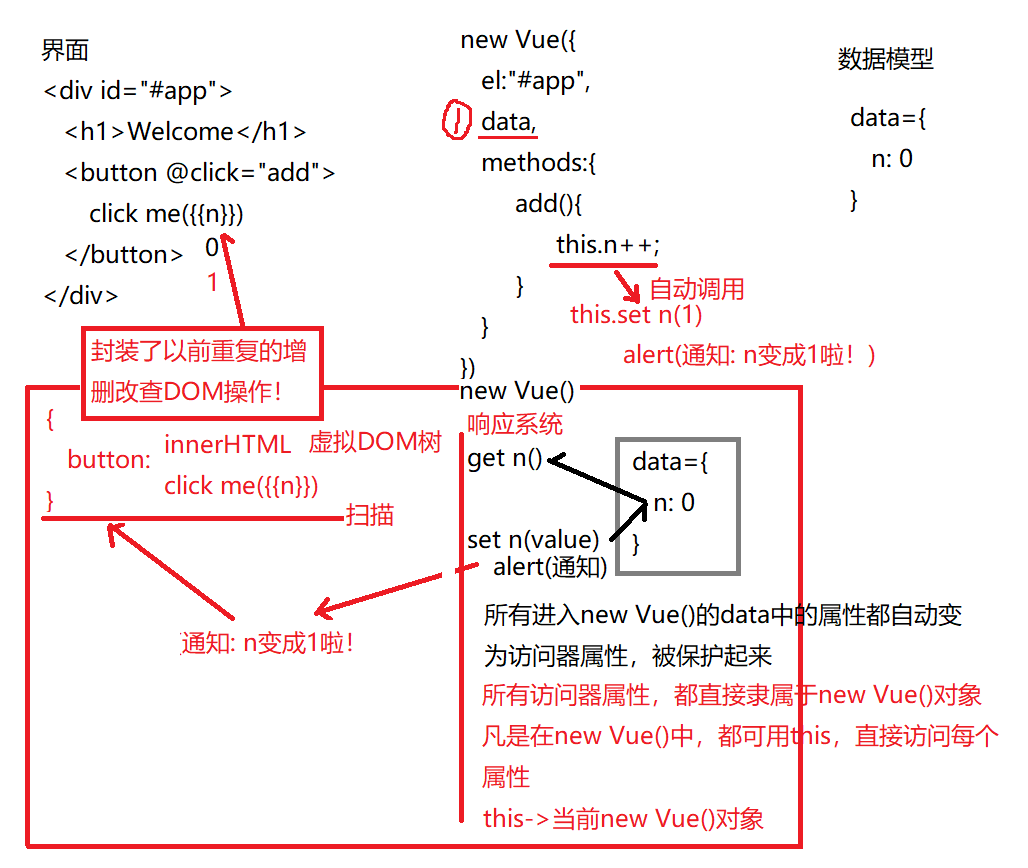 界面
<div id="#app">
<h1>Welcome</h1>
<button @click="add">
click me({{n}})
</button>
0
1
</div>
new Vue({
el:"#app",
1
data,
methods:{
add(){
this.n++;
}
自动调用
this.set n(1)
alert(通知: n变成1啦！)
}
})
数据模型
data={
n: 0
}
封装了以前重复的增
删改查DOM操作！
{
button:
innerHTML
虚拟DOM树
click me({{n}})
}
扫描
通知: n变成1啦！
new Vue()
响应系统
get n()
set n(value)
alert(通知)
data={
n: 0
}
所有进入new Vue()的data中的属性都自动变
为访问器属性，被保护起来
所有访问器属性，都直接隶属于new Vue()对象
凡是在new Vue()中，都可用this，直接访问每个
属性
this->当前new Vue()对象